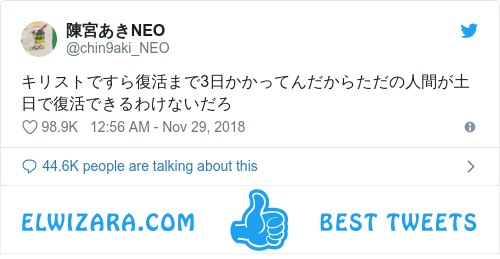 陳宮あきNEO
@chin9aki_NEO
キリストですら復活まで3日かかってんだからただの人間が土
日で復活できるわけないだろ
98.9K 12:56 AM - Nov 29, 2018
44.6K people are talking about this
ELWIZARA.COM BEST TWEETS